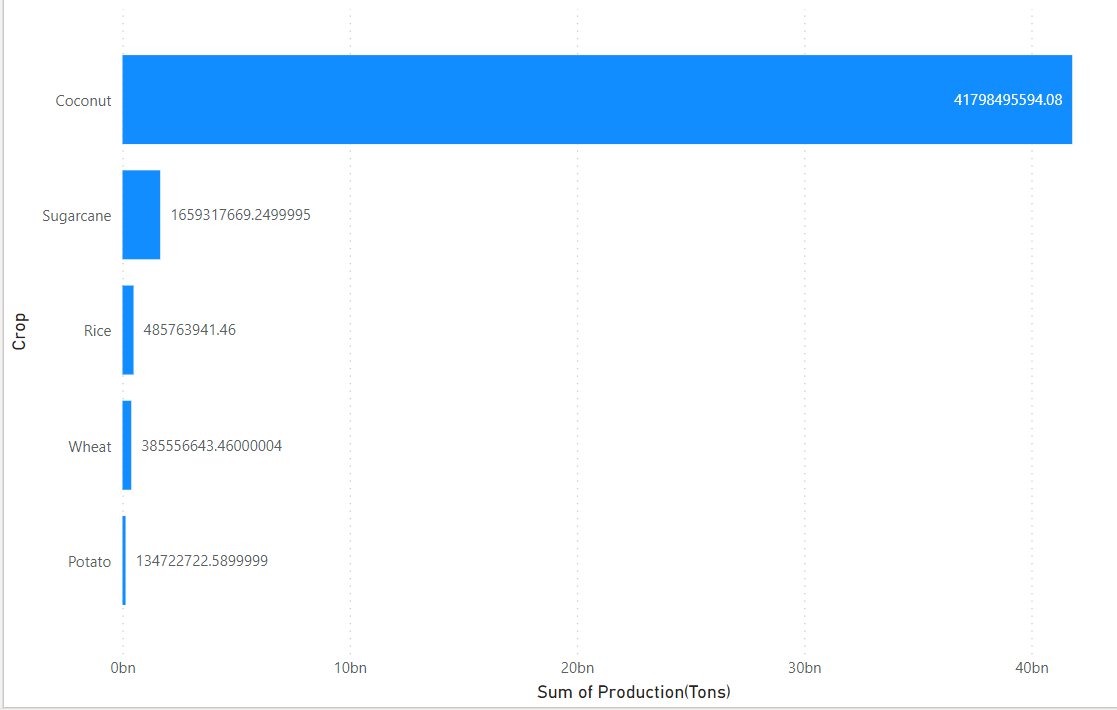 Coconut
41798495594.08
Sugarcane
1659317669.2499995
Rice
485763941.46
Crop
Wheat
385556643.46000004
Potato
134722722.5899999
0bn 10bn 20bn 30bn 40bn
Sum of Production(Tons)